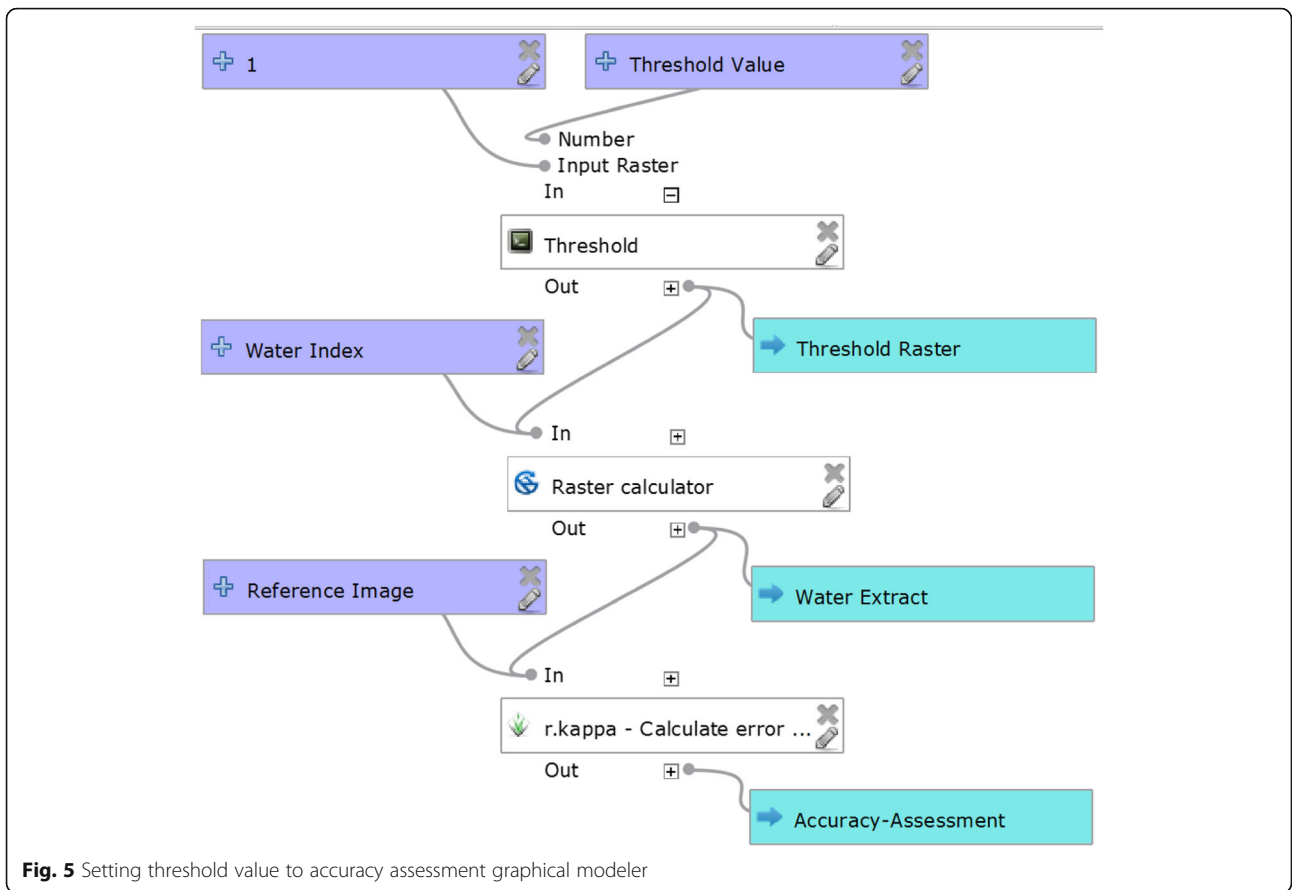 1
Threshold Value
Number
Input Raster
In
Threshold
Out
Water Index
Threshold Raster
In
Raster calculator
Out
Reference Image
Water Extract
In
r.kappa - Calculate error ...
Out
Accuracy-Assessment
Fig. 5 Setting threshold value to accuracy assessment graphical modeler